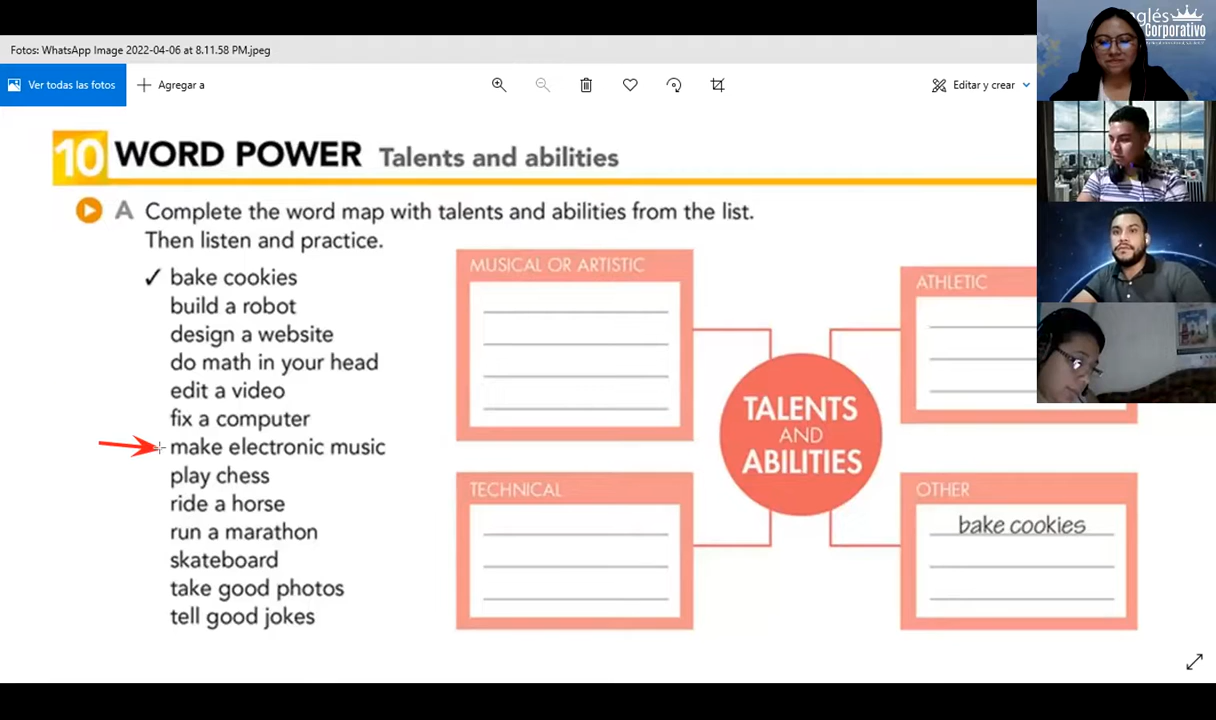 Fotos: WhatsApp Image 2022-04-06 at 8.11.58 PM.jpeg
Ver todas las fotos
Agregar a
Editar y crear
Corporativo
10 WORD POWER Talents and abilities
A Complete the word map with talents and abilities from the list.
Then listen and practice.
✓ bake cookies
build a robot
design a website
do math in your head
edit a video
fix a computer
make electronic music
play chess
ride a horse
run a marathon
skateboard
take good photos
tell good jokes
MUSICAL OR ARTISTIC
ATHLETIC
TALENTS
AND
ABILITIES
TECHNICAL
OTHER
bake cookies